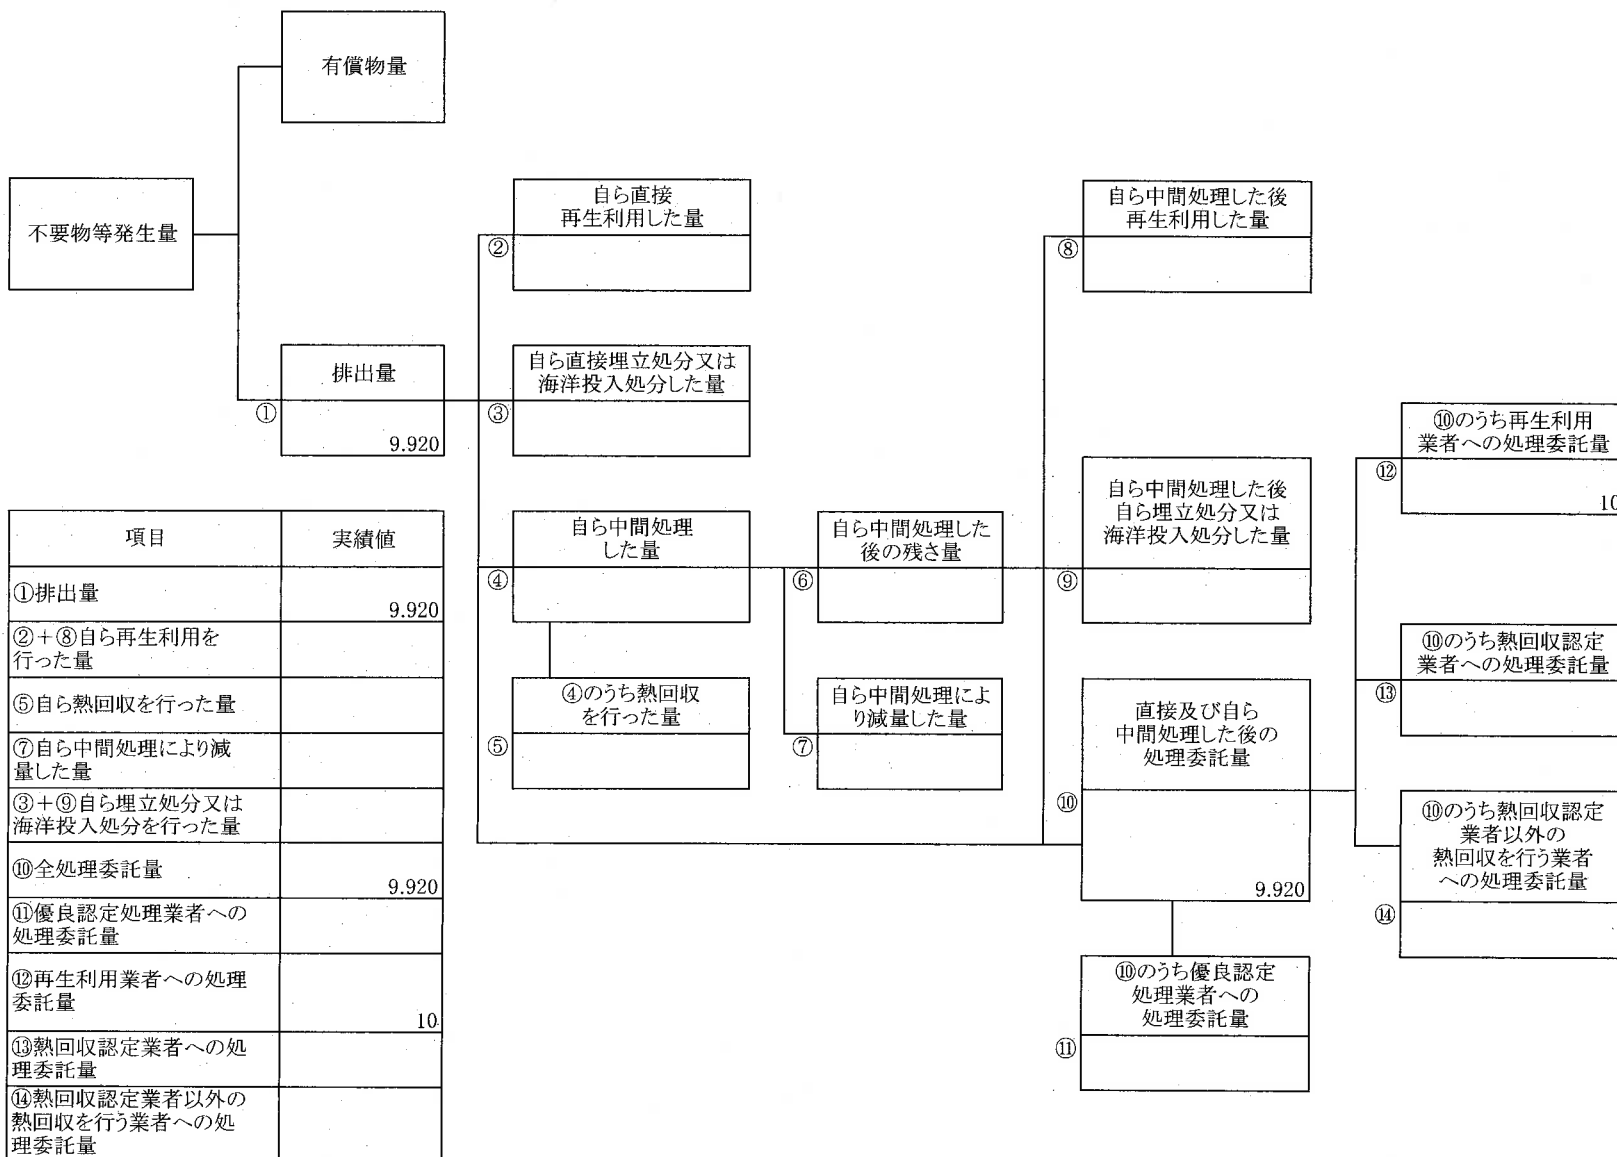 有償物量
不要物等発生量
排出量
①
9.920
自ら直接
再生利用した量
②
自ら直接埋立処分又は
海洋投入処分した量
③
自ら中間処理
した量
④
④のうち熱回収
を行った量
⑤
自ら中間処理した
後の残さ量
⑥
自ら中間処理によ
り減量した量
⑦
自ら中間処理した後
再生利用した量
⑧
自ら中間処理した後
自ら埋立処分又は
海洋投入処分した量
⑨
直接及び自ら
中間処理した後の
処理委託量
⑩
9.920
⑩のうち優良認定
処理業者への
処理委託量
⑪
⑩のうち再生利用
業者への処理委託量
⑫
10
⑩のうち熱回収認定
業者への処理委託量
⑬
⑩のうち熱回収認定
業者以外の
熱回収を行う業者
への処理委託量
⑭
項目 実績値
①排出量
9.920
②+⑧自ら再生利用を
行った量
⑤自ら熱回収を行った量
⑦自ら中間処理により減
量した量
③+⑨自ら埋立処分又は
海洋投入処分を行った量
⑩全処理委託量
9.920
⑪優良認定処理業者への
処理委託量
⑫再生利用業者への処理
委託量
10
⑬熱回収認定業者への処
理委託量
⑭熱回収認定業者以外の
熱回収を行う業者への処
理委託量